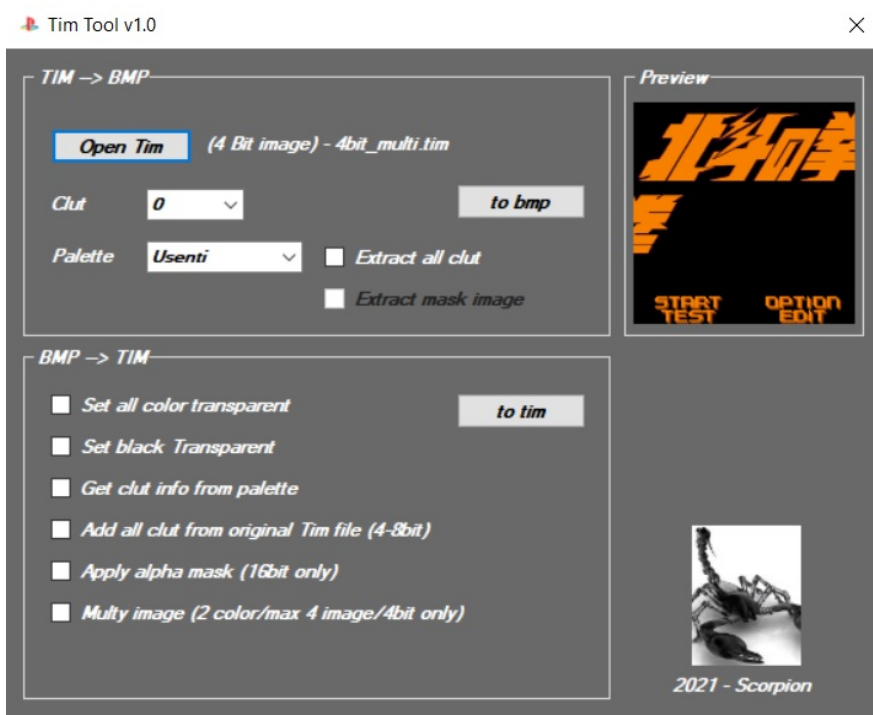 Tim Tool v1.0
TIM --> BMP
Preview
Open Tim
(4 Bit image) - 4bit_multi.tim
Clut
0
to bmp
Palette
Usenti
Extract all clut
Extract mask image
北斗の拳
拳
START
TEST
OPTION
EDIT
BMP --> TIM
Set all color transparent
to tim
Set black Transparent
Get clut info from palette
Add all clut from original Tim file (4-8bit)
Apply alpha mask (16bit only)
Multy image (2 color/max 4 image/4bit only)
2021 - Scorpion